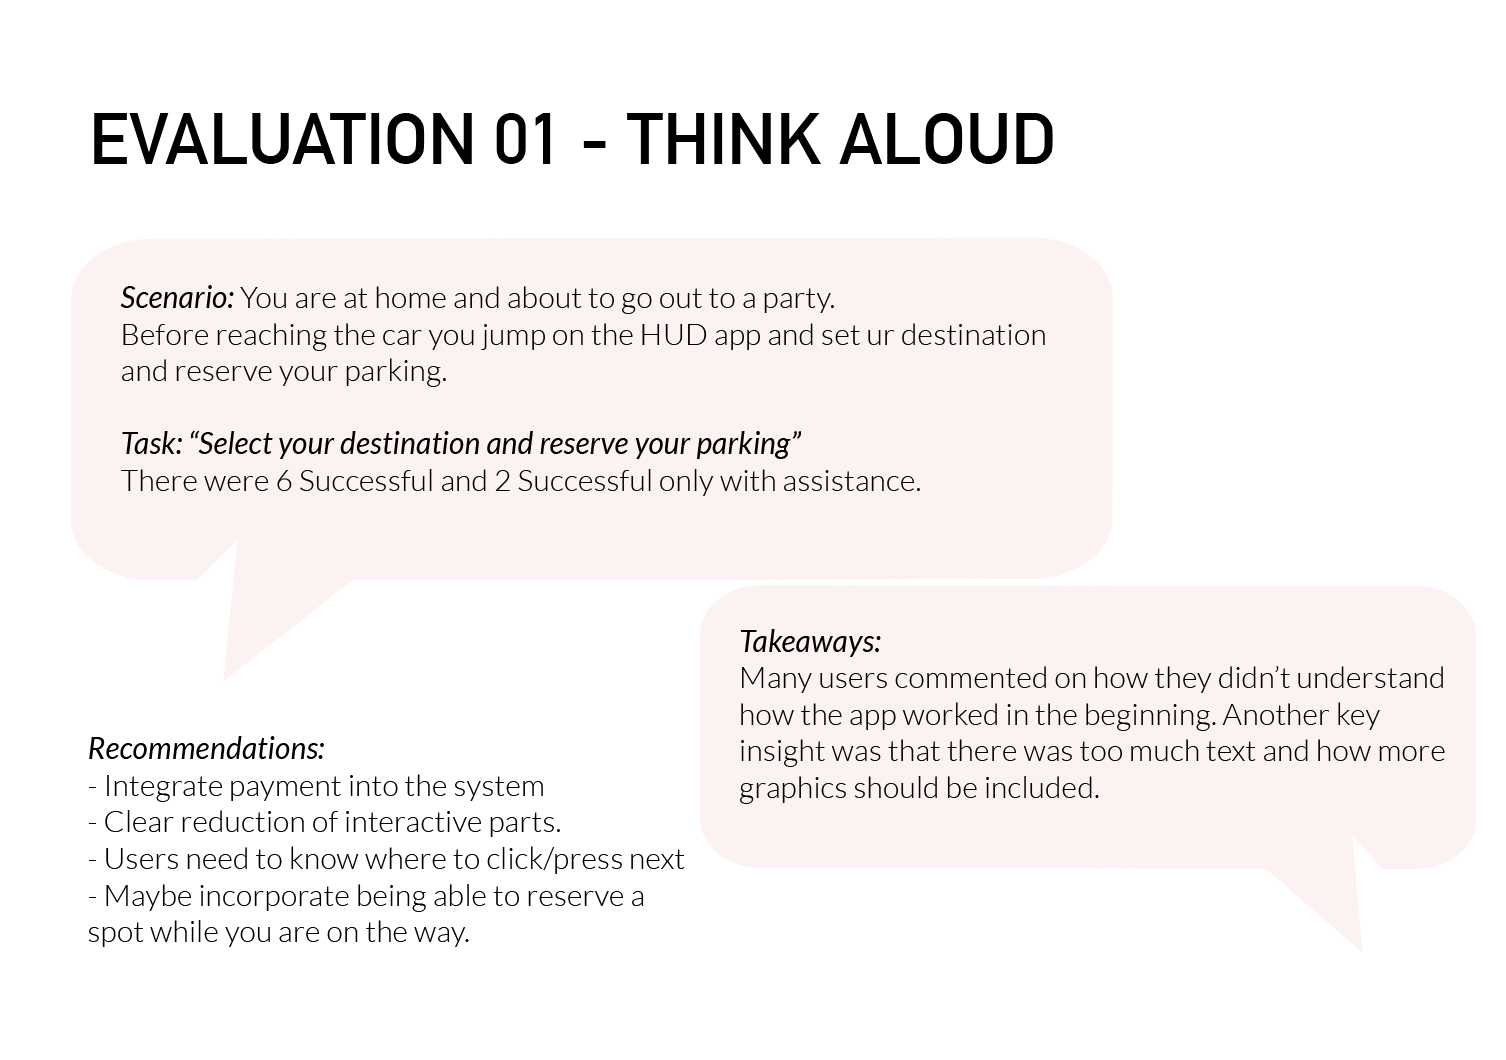 EVALUATION 01 - THINK ALOUD
Scenario: You are at home and about to go out to a party.
Before reaching the car you jump on the HUD app and set ur destination
and reserve your parking.
Task: “Select your destination and reserve your parking”
There were 6 Successful and 2 Successful only with assistance.
Takeaways:
Many users commented on how they didn’t understand
how the app worked in the beginning. Another key
insight was that there was too much text and how more
graphics should be included.
Recommendations:
- Integrate payment into the system
- Clear reduction of interactive parts.
- Users need to know where to click/press next
- Maybe incorporate being able to reserve a
spot while you are on the way.